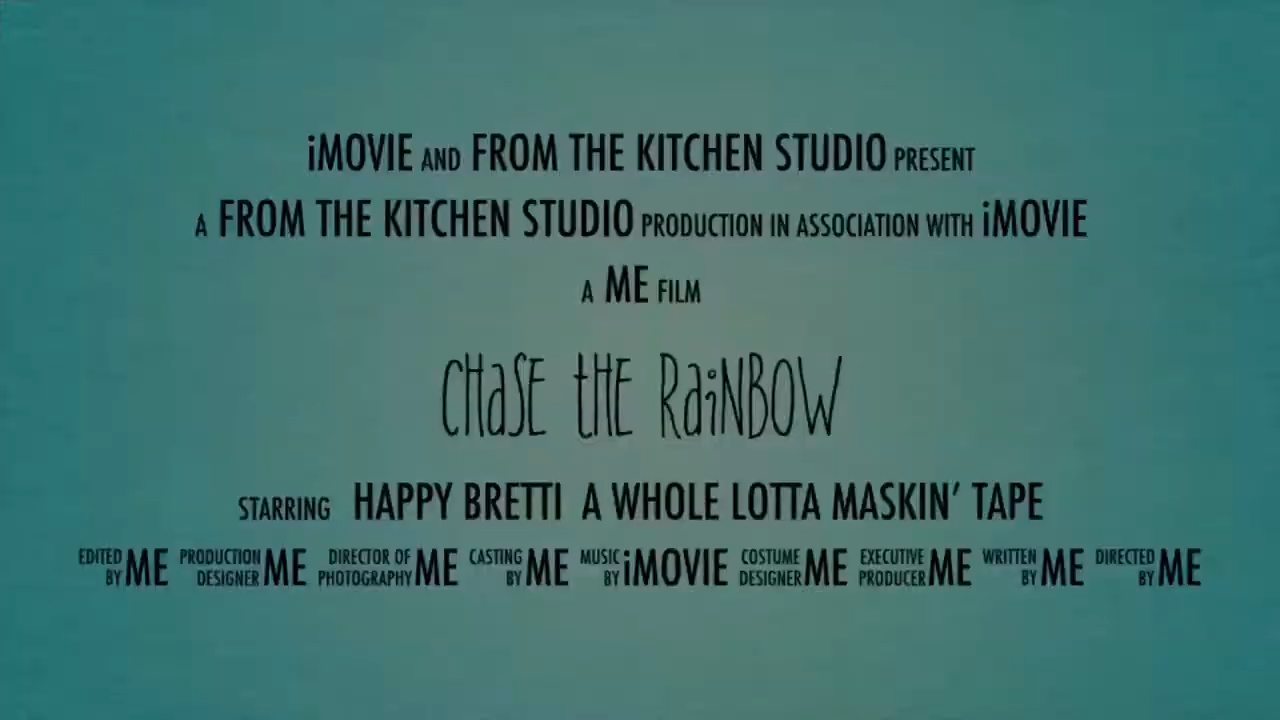 iMOVIE AND FROM THE KITCHEN STUDIO PRESENT
A FROM THE KITCHEN STUDIO PRODUCTION IN ASSOCIATION WITH iMOVIE
A ME FILM
CHaSE tHE RaiNBOW
STARRING HAPPY BRETTI A WHOLE LOTTA MASKIN' TAPE
EDITED BY ME PRODUCTION DESIGNER ME DIRECTOR OF PHOTOGRAPHY ME CASTING BY ME MUSIC BY iMOVIE COSTUME DESIGNER ME EXECUTIVE PRODUCER ME WRITTEN BY ME DIRECTED BY ME